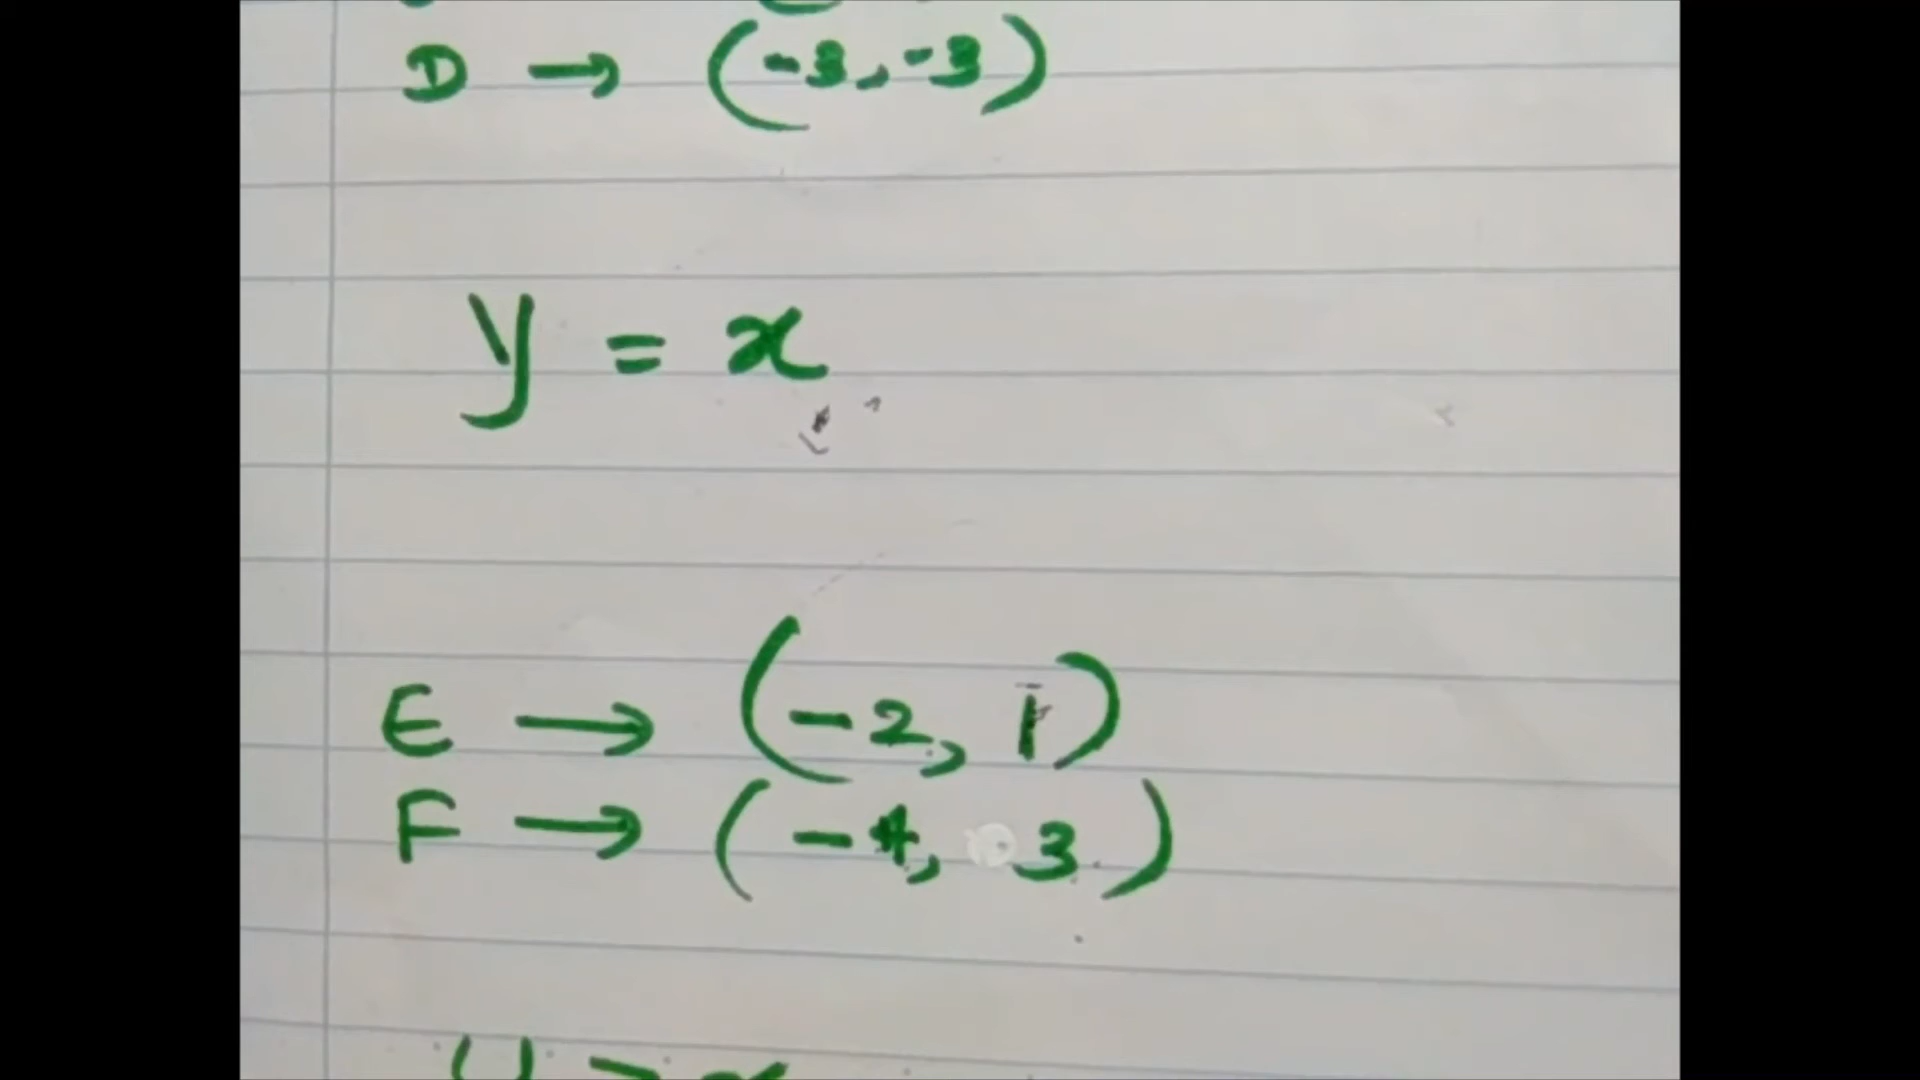 D → (-3, -3)
y = x
E → (-2, 1)
F → (-4, 3)